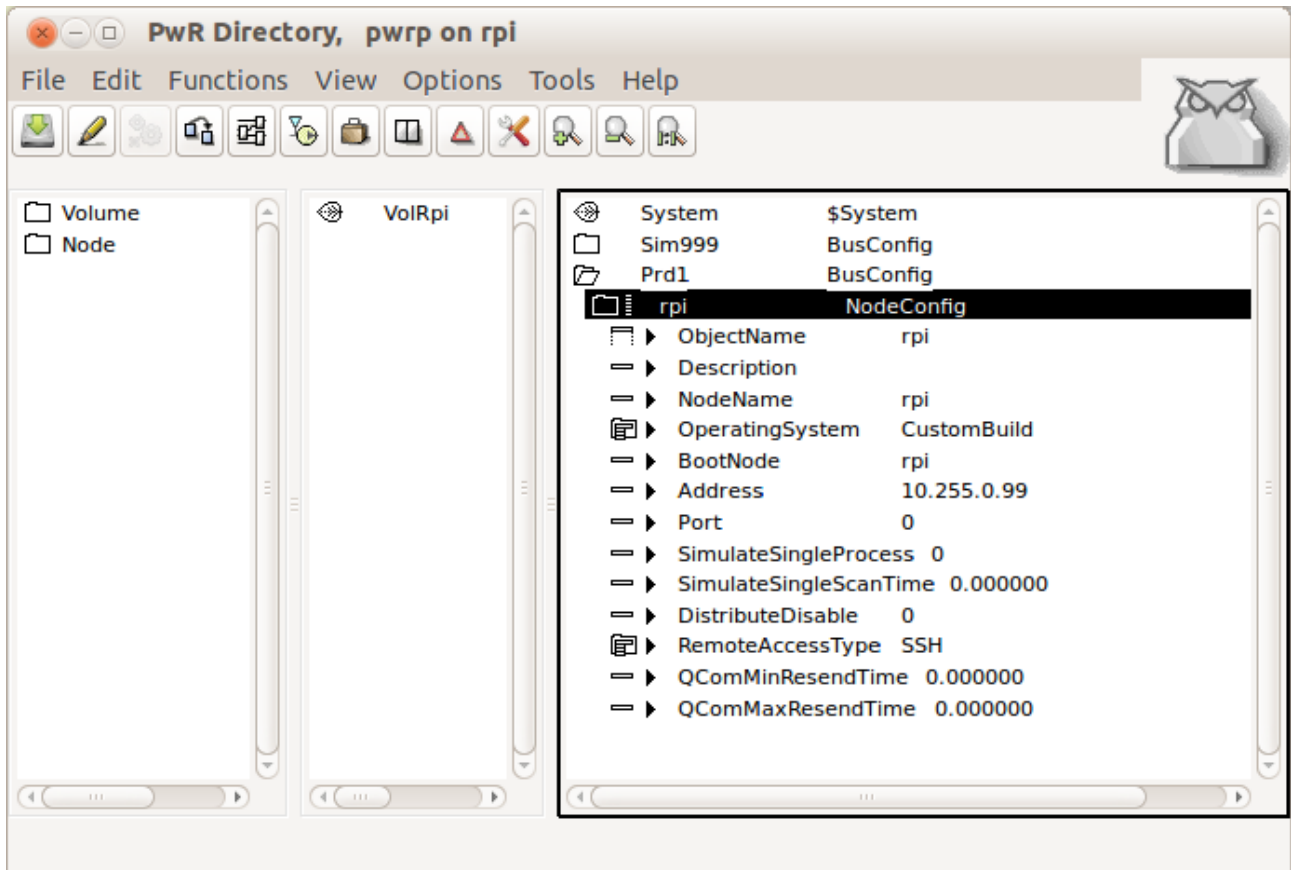 PwR Directory, pwrp on rpi
File Edit Functions View Options Tools Help
Volume
Node
VolRpi
System $System
Sim999 BusConfig
Prd1 BusConfig
rpi NodeConfig
ObjectName rpi
Description
NodeName rpi
OperatingSystem CustomBuild
BootNode rpi
Address 10.255.0.99
Port 0
SimulateSingleProcess 0
SimulateSingleScanTime 0.000000
DistributeDisable 0
RemoteAccessType SSH
QComMinResendTime 0.000000
QComMaxResendTime 0.000000